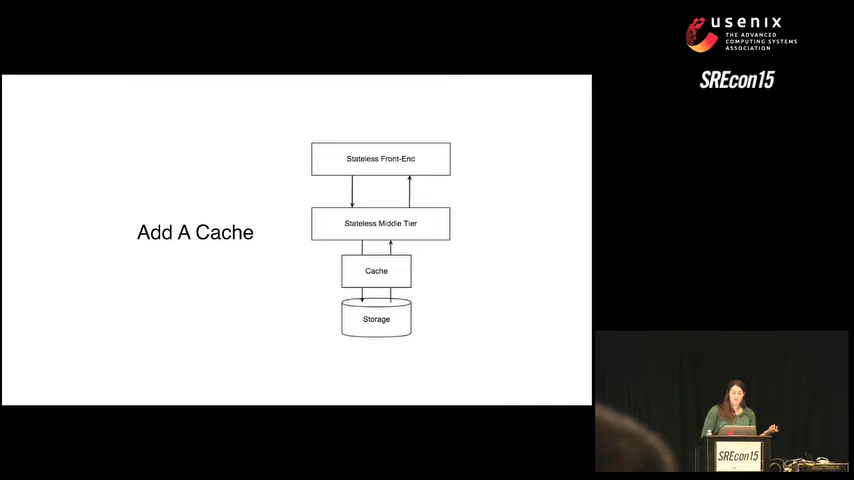 usenix
THE ADVANCED
COMPUTING SYSTEMS
ASSOCIATION
SREcon15
Add A Cache
Stateless Front-End
Stateless Middle Tier
Cache
Storage
SREcon15